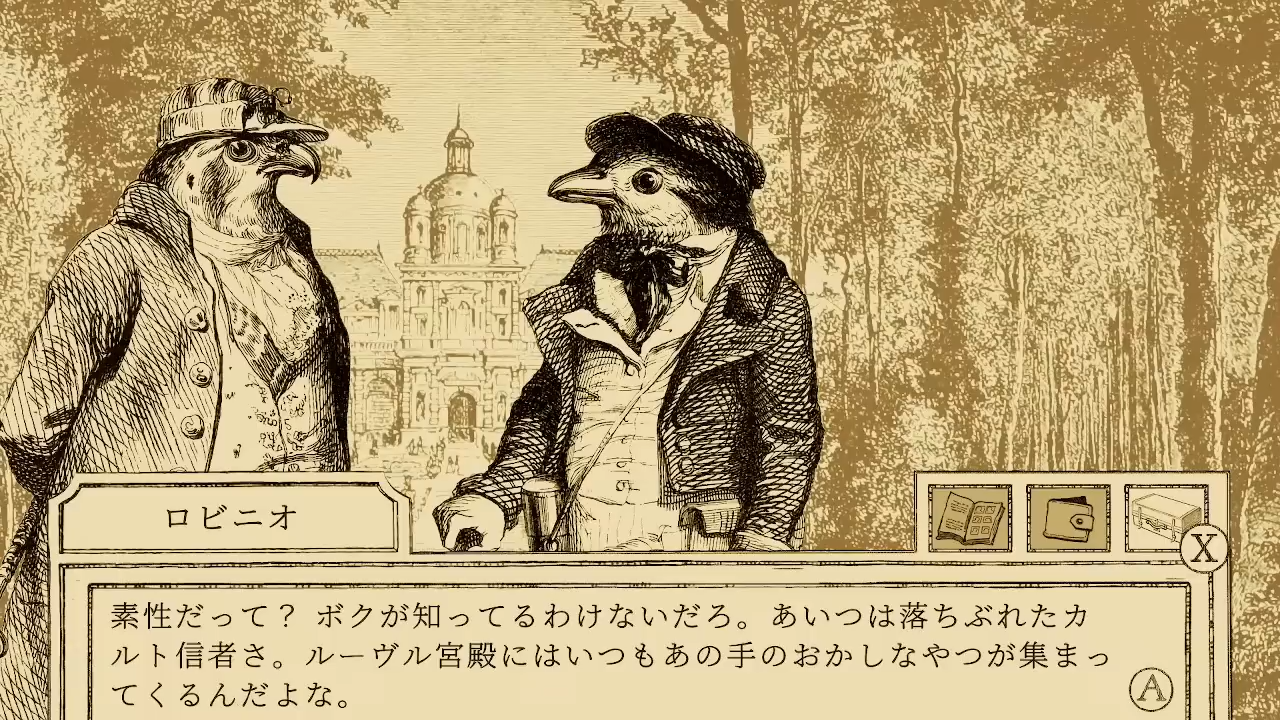 ロビニオ
X
素性だって？ ボクが知ってるわけないだろ。あいつは落ちぶれたカ
ルト信者さ。ルーヴル宮殿にはいつもあの手のおかしなやつが集まっ
てくるんだよな。
A